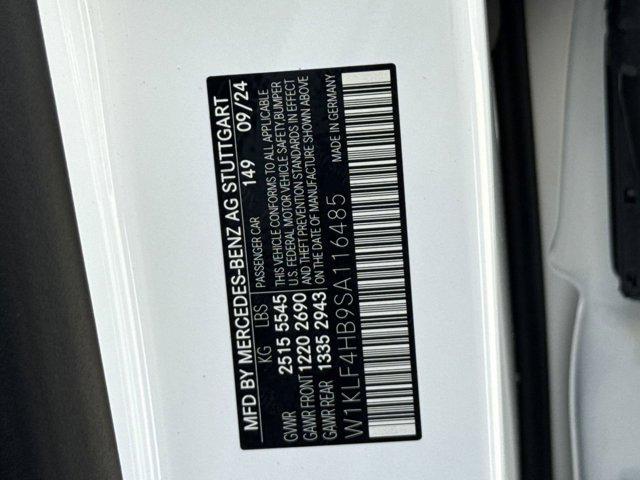 MFD BY MERCEDES-BENZ AG STUTTGART
KG LBS PASSENGER CAR 149 09/24
GVWR 2515 5545 THIS VEHICLE CONFORMS TO ALL APPLICABLE
U.S. FEDERAL MOTOR VEHICLE SAFETY, BUMPER
GAWR FRONT 1220 2690 AND THEFT PREVENTION STANDARDS IN EFFECT
GAWR REAR 1335 2943 ON THE DATE OF MANUFACTURE SHOWN ABOVE
W1KLF4HB9SA116485 MADE IN GERMANY